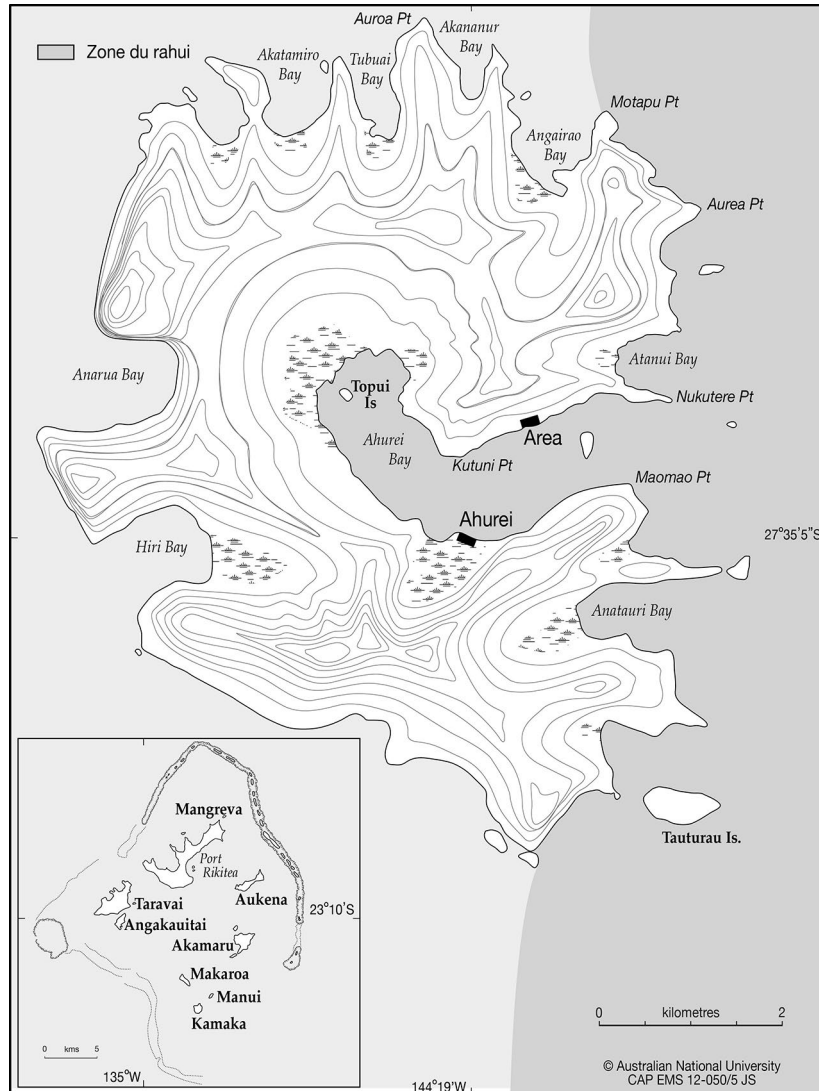 Auroa Pt
Akananur
Bay
Zone du rahui
Akatamiro
Bay
Tubuai
Bay
Motapu Pt
Angairao
Bay
Aurea Pt
Anarua Bay
Atanui Bay
Topui
Is
Nukutere Pt
Area
Ahurei
Bay
Kutuni Pt
Maomao Pt
Ahurei
27°35'5"S
Hiri Bay
Anatauri Bay
Tauturau Is.
Mangreva
Port
Rikitea
Taravai
Aukena
23°10'S
Angakauitai
Akamaru
Makaroa
Manui
Kamaka
0 kms 5
135°W
0 kilometres 2
144°19'W
© Australian National University
CAP EMS 12-050/5 JS